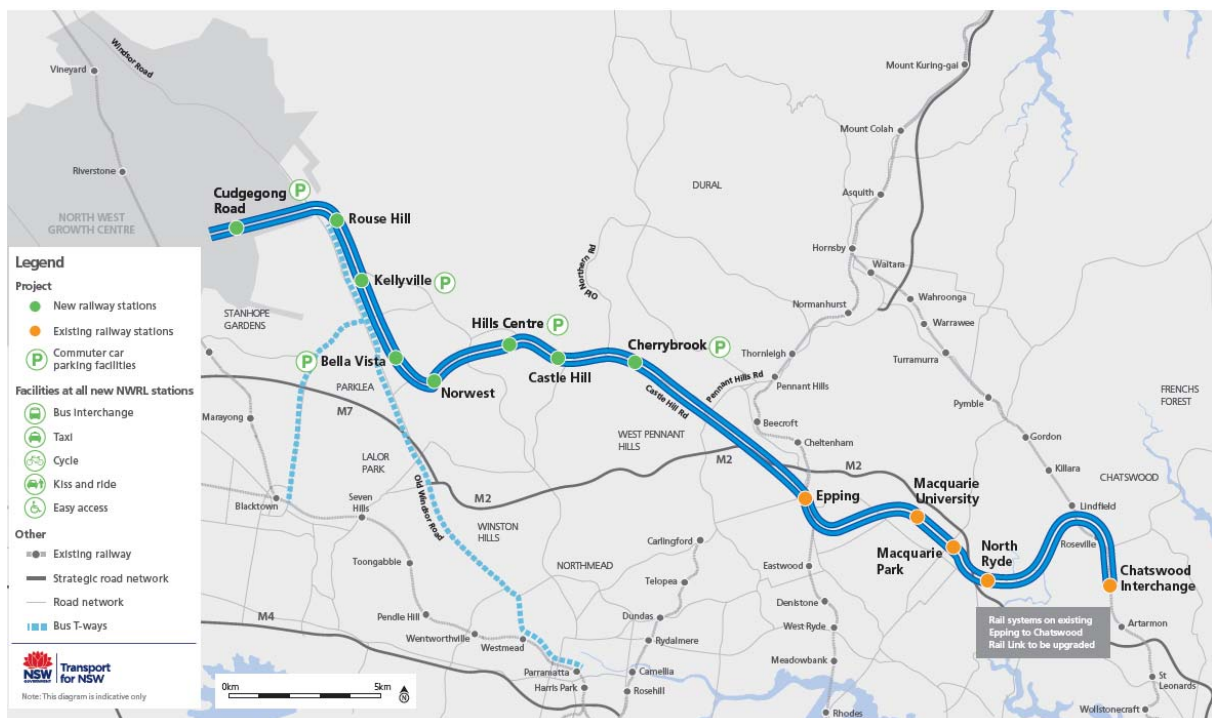 Windsor Road
Vineyard
Riverstone
NORTH WEST
GROWTH CENTRE
Cudgegong
Road
P
Rouse Hill
Kellyville
P
STANHOPE
GARDENS
Hills Centre
P
Old Northern Rd
DURAL
P
Bella Vista
PARKLEA
Norwest
Castle Hill
Cherrybrook
P
Castle Hill Rd
Pennant Hills Rd
WEST PENNANT
HILLS
Mount Kuring-gai
Mount Colah
Asquith
Hornsby
Waitara
Normanhurst
Wahroonga
Warrawee
Thornleigh
Turramurra
Pennant Hills
Pymble
FRENCHS
FOREST
Beecroft
Cheltenham
Gordon
Killara
CHATSWOOD
Lindfield
Roseville
M7
Marayong
LALOR
PARK
M2
M2
M2
Old Windsor Road
Blacktown
Seven
Hills
WINSTON
HILLS
Toongabble
NORTHMEAD
Carlingford
Telopea
Dundas
Rydalmere
Camellia
Rosehill
M4
Pendle Hill
Wentworthville
Westmead
Parramatta
Harris Park
Epping
Macquarie
University
Macquarie
Park
North
Ryde
Chatswood
Interchange
Eastwood
Denistone
West Ryde
Meadowbank
Rhodes
Rail systems on existing
Epping to Chatswood
Rail Link to be upgraded
Artarmon
St
Leonards
Wollstonecraft
Legend
Project
New railway stations
Existing railway stations
P
Commuter car
parking facilities
Facilities at all new NWRL stations
Bus Interchange
Taxi
Cycle
Kiss and ride
Easy access
Other
Existing railway
Strategic road network
Road network
Bus T-ways
NSW
GOVERNMENT
Transport
for NSW
Note: This diagram is indicative only
0km
5km
N